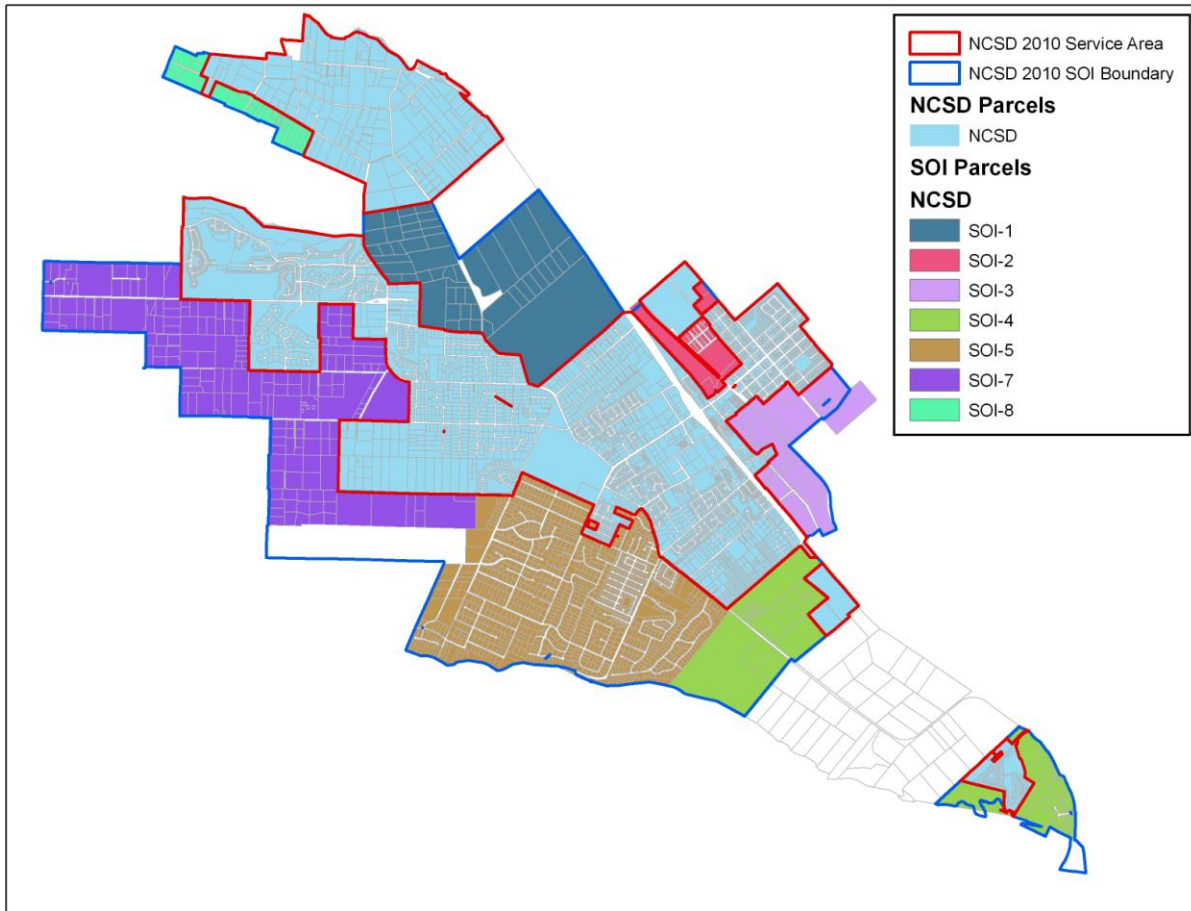 NCSD 2010 Service Area
NCSD 2010 SOI Boundary
NCSD Parcels
NCSD
SOI Parcels
NCSD
SOI-1
SOI-2
SOI-3
SOI-4
SOI-5
SOI-7
SOI-8